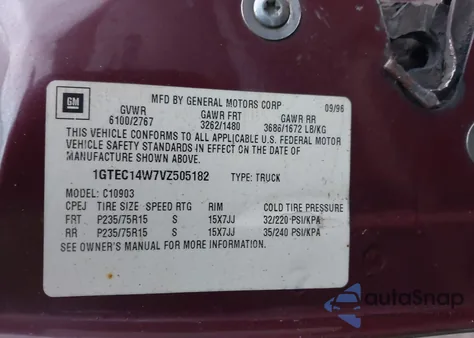 GM
MFD BY GENERAL MOTORS CORP 09/96
GVWR GAWR FRT GAWR RR
6100/2767 3262/1480 3686/1672 LB/KG
THIS VEHICLE CONFORMS TO ALL APPLICABLE U.S. FEDERAL MOTOR
VEHICLE SAFETY STANDARDS IN EFFECT ON THE DATE OF
MANUFACTURE SHOWN ABOVE.
1GTEC14W7VZ505182 TYPE: TRUCK
MODEL: C10903
CPEJ TIRE SIZE SPEED RTG RIM COLD TIRE PRESSURE
FRT P235/75R15 S 15X7JJ 32/220 PSI/KPA
RR P235/75R15 S 15X7JJ 35/240 PSI/KPA
SEE OWNER'S MANUAL FOR MORE INFORMATION.
autoSnap